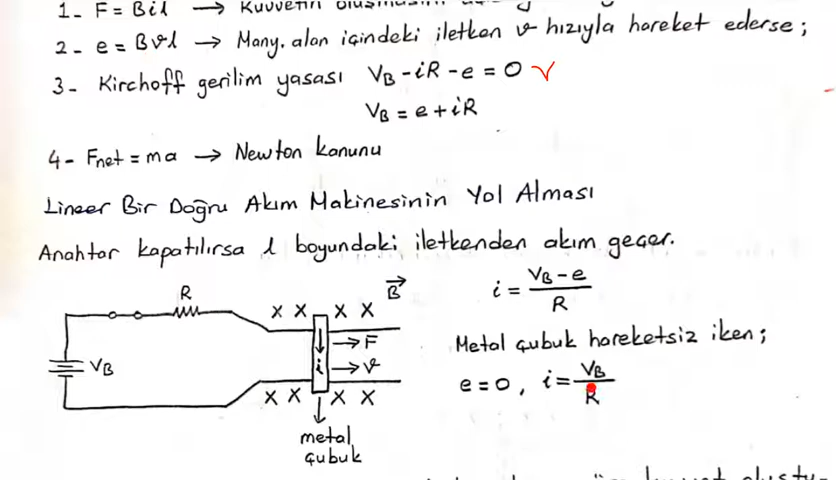 1- F = Bil → Kuvvetin
2- e = Bvl → Many. alan içindeki iletken v hızıyla hareket ederse;
3- Kirchoff gerilim yasası V_B - iR - e = 0 √
V_B = e + iR
4- Fnet = ma → Newton kanunu
Lineer Bir Doğru Akım Makinesinin Yol Alması
Anahtar kapatılırsa l boyundaki iletkenden akım geçer.
R
V_B
X X X X
B⃗
→ F
i → v
X X X X
metal
çubuk
i = (V_B - e) / R
Metal çubuk hareketsiz iken;
e = 0, i = V_B / R